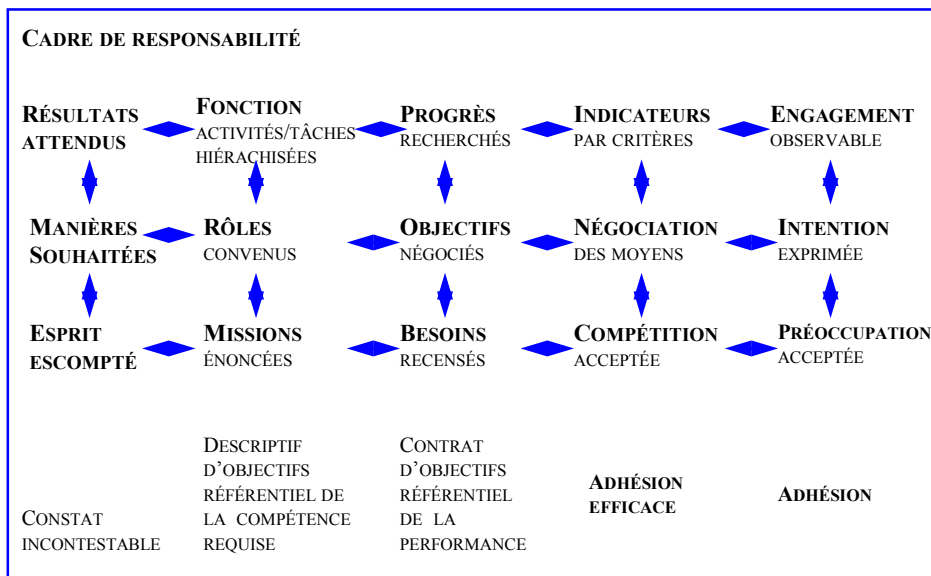 CADRE DE RESPONSABILITÉ
RÉSULTATS
ATTENDUS
FONCTION
ACTIVITÉS/TÂCHES
HIÉRACHISÉES
PROGRÈS
RECHERCHÉS
INDICATEURS
PAR CRITÈRES
ENGAGEMENT
OBSERVABLE
MANIÈRES
SOUHAITÉES
RÔLES
CONVENUS
OBJECTIFS
NÉGOCIÉS
NÉGOCIATION
DES MOYENS
INTENTION
EXPRIMÉE
ESPRIT
ESCOMPTÉ
MISSIONS
ÉNONCÉES
BESOINS
RECENSÉS
COMPÉTITION
ACCEPTÉE
PRÉOCCUPATION
ACCEPTÉE
CONSTAT
INCONTESTABLE
DESCRIPTIF
D'OBJECTIFS
RÉFÉRENTIEL DE
LA COMPÉTENCE
REQUISE
CONTRAT
D'OBJECTIFS
RÉFÉRENTIEL
DE LA
PERFORMANCE
ADHÉSION
EFFICACE
ADHÉSION